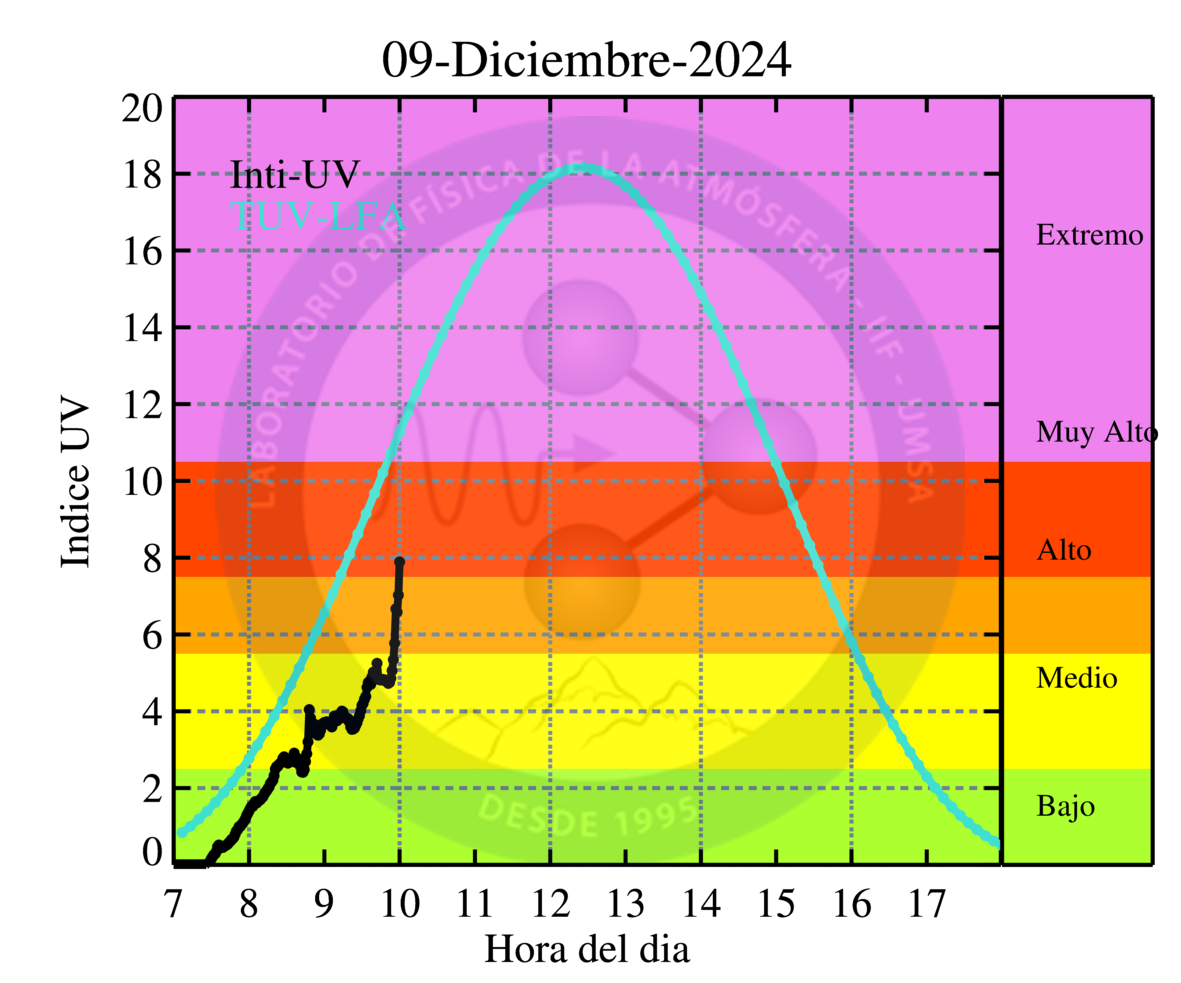 09-Diciembre-2024
20
18
16
14
12
10
8
6
4
2
0
Indice UV
Inti-UV
TUV-LFA
LABORATORIO DE FÍSICA DE LA ATMÓSFERA - IIF - UMSA
DESDE 1995
Extremo
Muy Alto
Alto
Medio
Bajo
7 8 9 10 11 12 13 14 15 16 17
Hora del dia